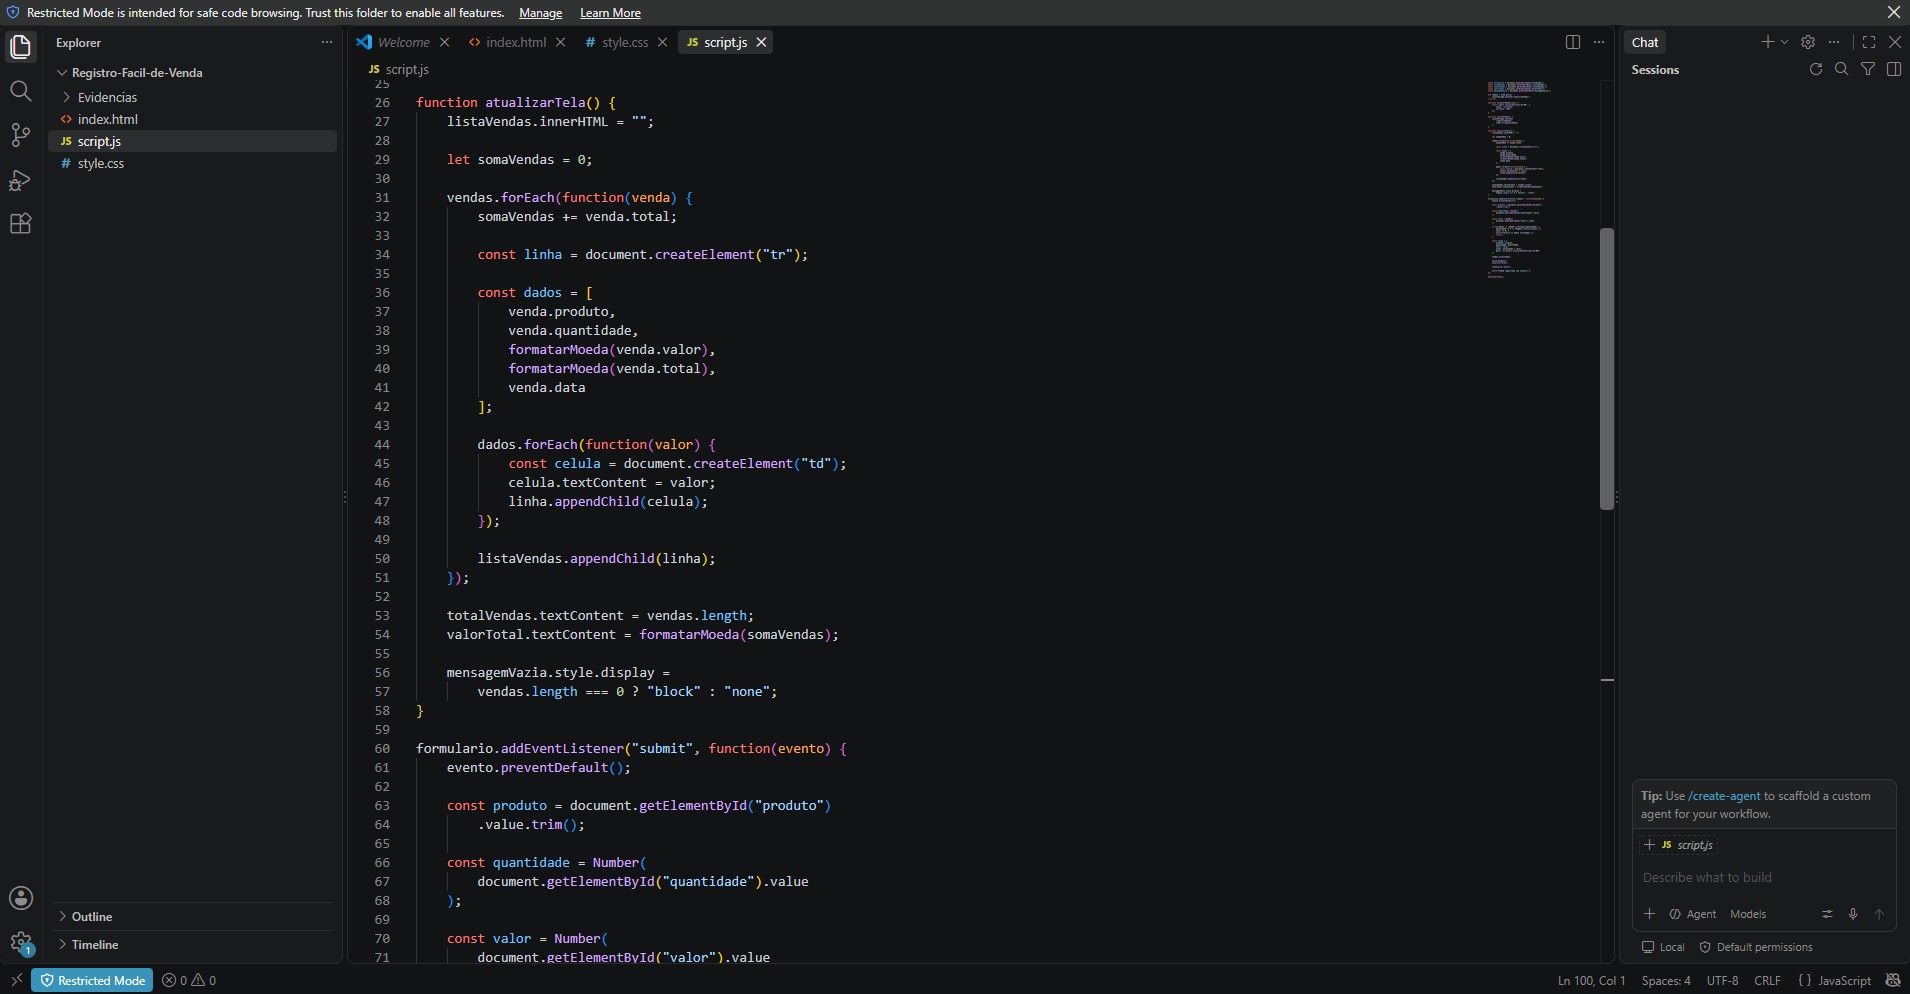 Restricted Mode is intended for safe code browsing. Trust this folder to enable all features. Manage Learn More
Explorer
Registro-Facil-de-Venda
Evidencias
index.html
script.js
style.css
Outline
Timeline
Welcome index.html style.css JS script.js
JS script.js
25
26 function atualizarTela() {
27 listaVendas.innerHTML = "";
28
29 let somaVendas = 0;
30
31 vendas.forEach(function(venda) {
32 somaVendas += venda.total;
33
34 const linha = document.createElement("tr");
35
36 const dados = [
37 venda.produto,
38 venda.quantidade,
39 formatarMoeda(venda.valor),
40 formatarMoeda(venda.total),
41 venda.data
42 ];
43
44 dados.forEach(function(valor) {
45 const celula = document.createElement("td");
46 celula.textContent = valor;
47 linha.appendChild(celula);
48 });
49
50 listaVendas.appendChild(linha);
51 });
52
53 totalVendas.textContent = vendas.length;
54 valorTotal.textContent = formatarMoeda(somaVendas);
55
56 mensagemVazia.style.display =
57 vendas.length === 0 ? "block" : "none";
58 }
59
60 formulario.addEventListener("submit", function(evento) {
61 evento.preventDefault();
62
63 const produto = document.getElementById("produto")
64 .value.trim();
65
66 const quantidade = Number(
67 document.getElementById("quantidade").value
68 );
69
70 const valor = Number(
71 document.getElementById("valor").value
Chat
Sessions
Tip: Use /create-agent to scaffold a custom
agent for your workflow.
JS script.js
Describe what to build
Agent Models
Local Default permissions
1
Restricted Mode 0 0
Ln 100, Col 1 Spaces: 4 UTF-8 CRLF { } JavaScript